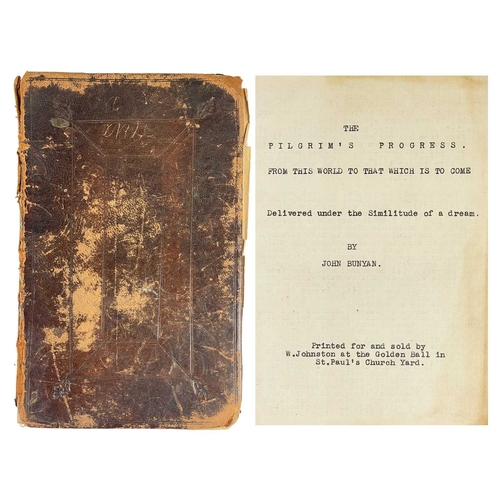 THE
PILGRIM'S PROGRESS.
FROM THIS WORLD TO THAT WHICH IS TO COME
Delivered under the Similitude of a dream.
BY
JOHN BUNYAN.
Printed for and sold by
W.Johnston at the Golden Ball in
St.Paul's Church Yard.